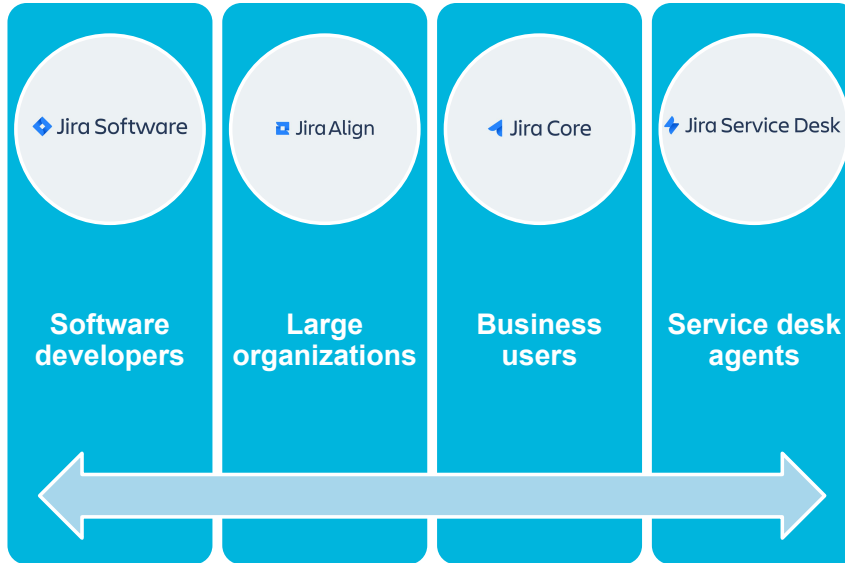 Jira Software
Jira Align
Jira Core
Jira Service Desk
Software
developers
Large
organizations
Business
users
Service desk
agents